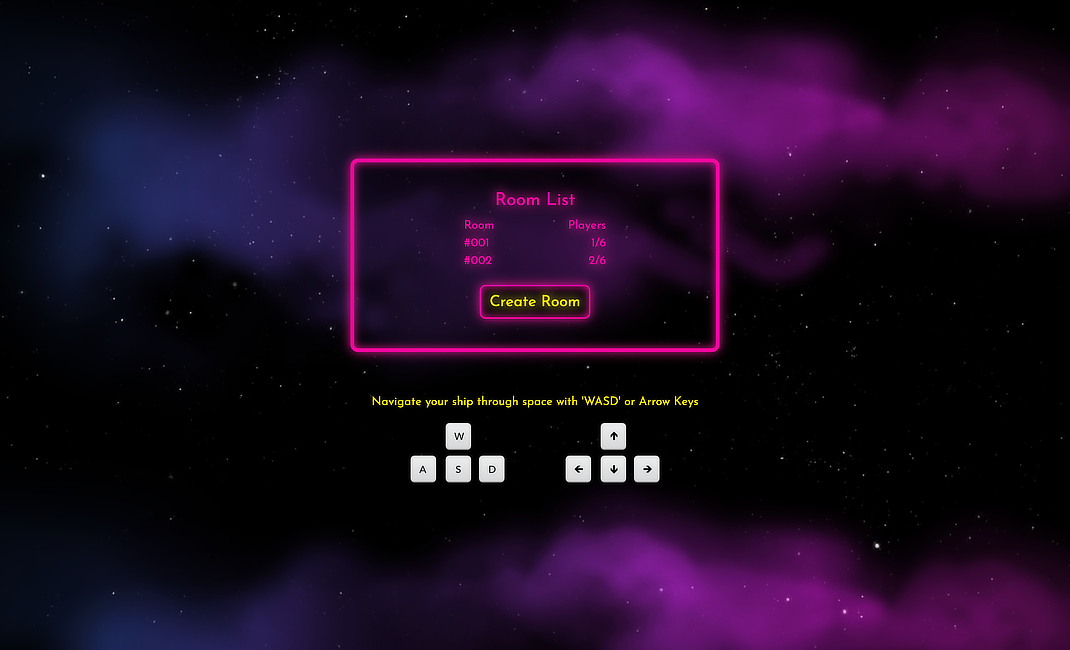 Room List
Room Players
#001 1/6
#002 2/6
Create Room
Navigate your ship through space with 'WASD' or Arrow Keys
W ↑
A S D ← ↓ →